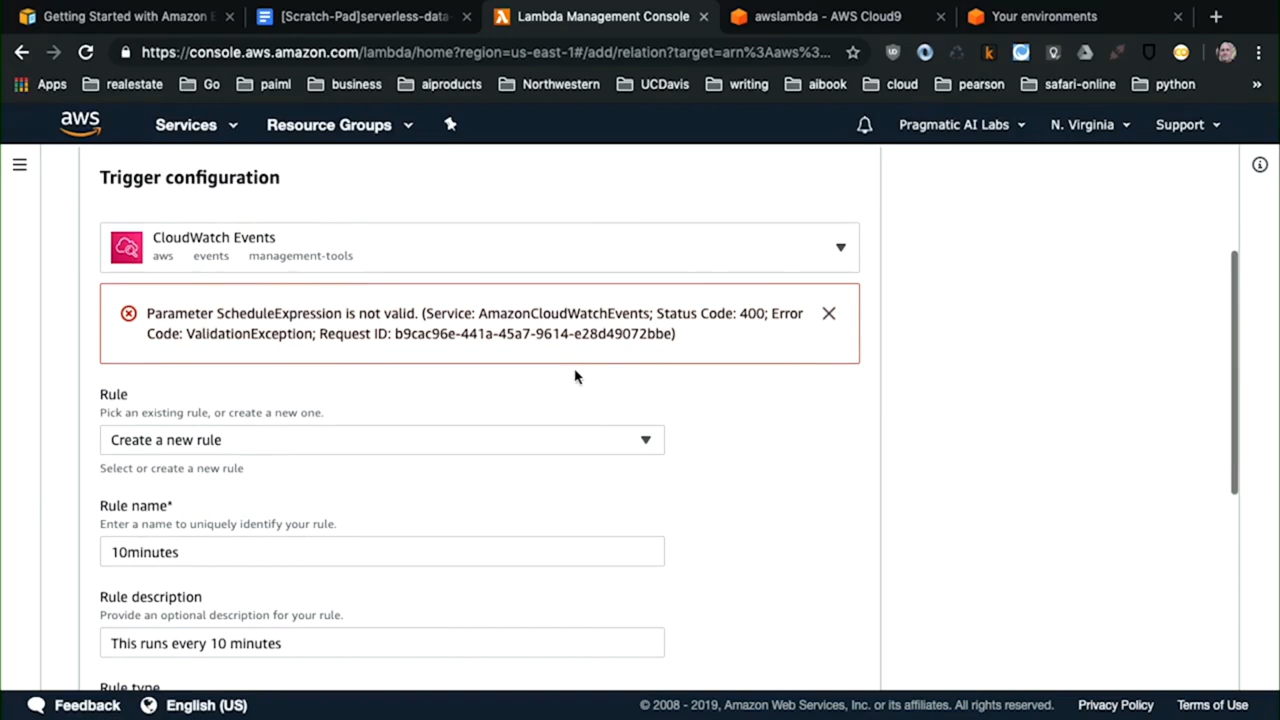 Getting Started with Amazon E
[Scratch-Pad]serverless-data-
Lambda Management Console
awslambda - AWS Cloud9
Your environments
https://console.aws.amazon.com/lambda/home?region=us-east-1#/add/relation?target=arn%3Aaws%3...
Apps
realestate
Go
paiml
business
aiproducts
Northwestern
UCDavis
writing
aibook
cloud
pearson
safari-online
python
»
aws
Services
Resource Groups
Pragmatic AI Labs
N. Virginia
Support
Trigger configuration
CloudWatch Events
aws events management-tools
Parameter ScheduleExpression is not valid. (Service: AmazonCloudWatchEvents; Status Code: 400; Error
Code: ValidationException; Request ID: b9cac96e-441a-45a7-9614-e28d49072bbe)
Rule
Pick an existing rule, or create a new one.
Create a new rule
Select or create a new rule
Rule name*
Enter a name to uniquely identify your rule.
10minutes
Rule description
Provide an optional description for your rule.
This runs every 10 minutes
Rule type
Feedback
English (US)
© 2008 - 2019, Amazon Web Services, Inc. or its affiliates. All rights reserved.
Privacy Policy
Terms of Use